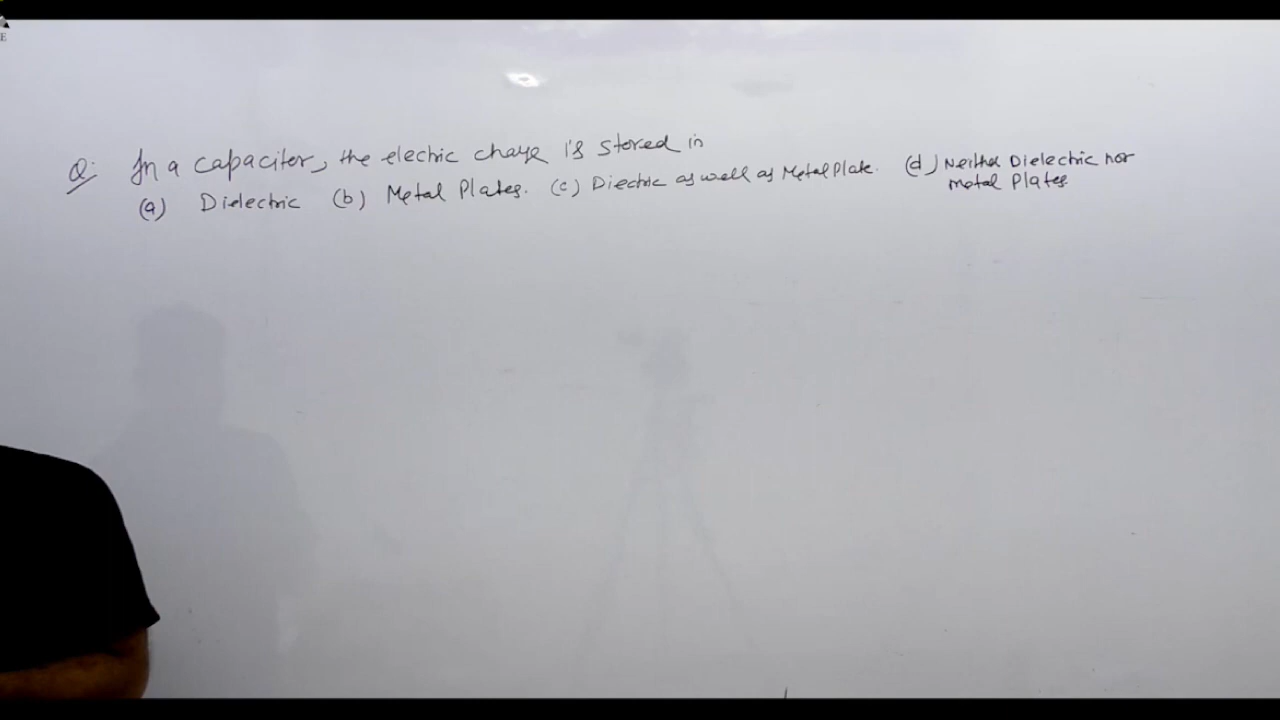 Q: In a capacitor, the electric charge is stored in
(a) Dielectric (b) Metal Plates. (c) Diectric as well as Metal Plate. (d) Neither Dielectric nor
metal Plates.
E